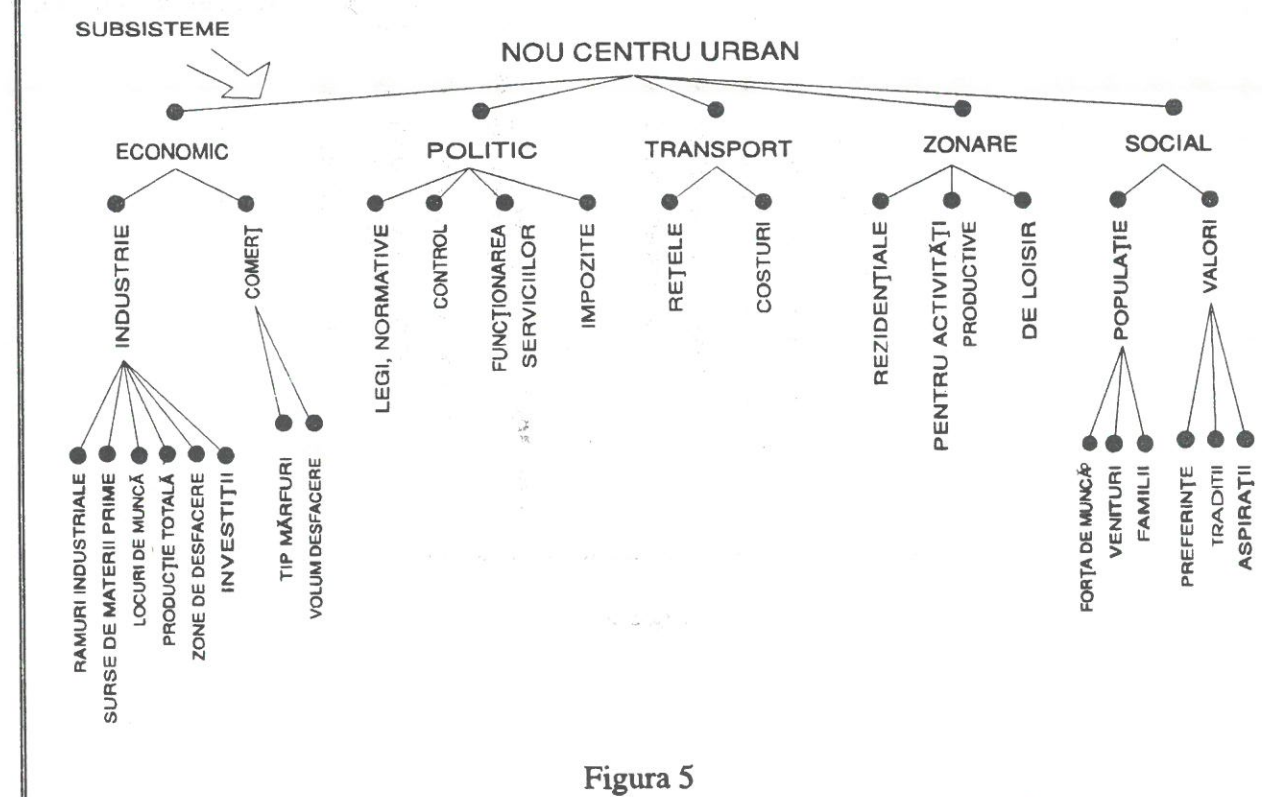 SUBSISTEME
NOU CENTRU URBAN
ECONOMIC
POLITIC
TRANSPORT
ZONARE
SOCIAL
INDUSTRIE
COMERȚ
LEGI, NORMATIVE
CONTROL
FUNCȚIONAREA
SERVICIILOR
IMPOZITE
REȚELE
COSTURI
REZIDENȚIALE
PENTRU ACTIVITĂȚI
PRODUCTIVE
DE LOISIR
POPULAȚIE
VALORI
RAMURI INDUSTRIALE
SURSE DE MATERII PRIME
LOCURI DE MUNCĂ
PRODUCȚIE TOTALĂ
ZONE DE DESFACERE
INVESTIȚII
TIP MĂRFURI
VOLUM DESFACERE
FORȚA DE MUNCĂ
VENITURI
FAMILII
PREFERINȚE
TRADITII
ASPIRAȚII
Figura 5